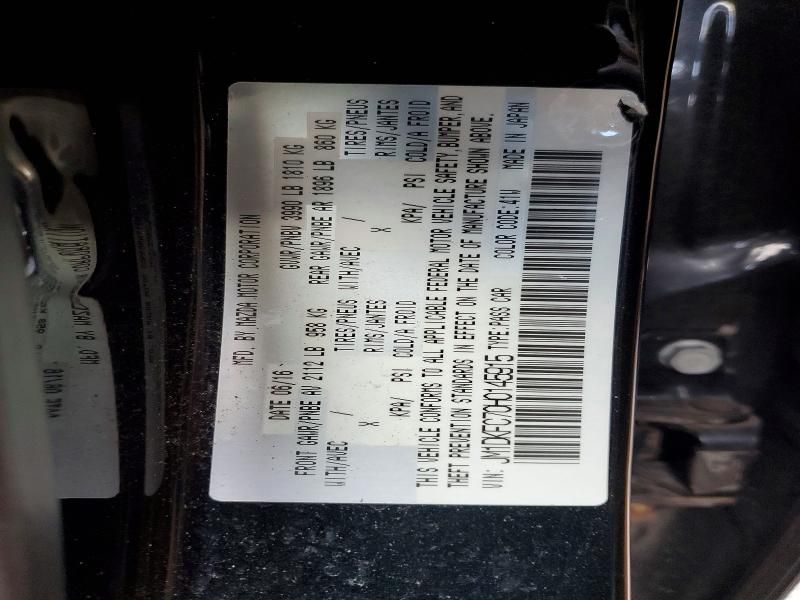 MFD. BY MAZDA MOTOR CORPORATION
DATE 06/16 GVWR/PNBV 3990 LB 1810 KG
FRONT GAWR/PNBE AV 2112 LB 958 KG REAR GAWR/PNBE AR 1896 LB 860 KG
WITH/AVEC / TIRES/PNEUS WITH/AVEC / TIRES/PNEUS
X RIMS/JANTES X RIMS/JANTES
KPA/ PSI COLD/A FROID KPA/ PSI COLD/A FROID
THIS VEHICLE CONFORMS TO ALL APPLICABLE FEDERAL MOTOR VEHICLE SAFETY, BUMPER, AND
THEFT PREVENTION STANDARDS IN EFFECT ON THE DATE OF MANUFACTURE SHOWN ABOVE.
VIN: JM1DKFC70H0145915 TYPE:PASS CAR COLOR CODE:41W MADE IN JAPAN